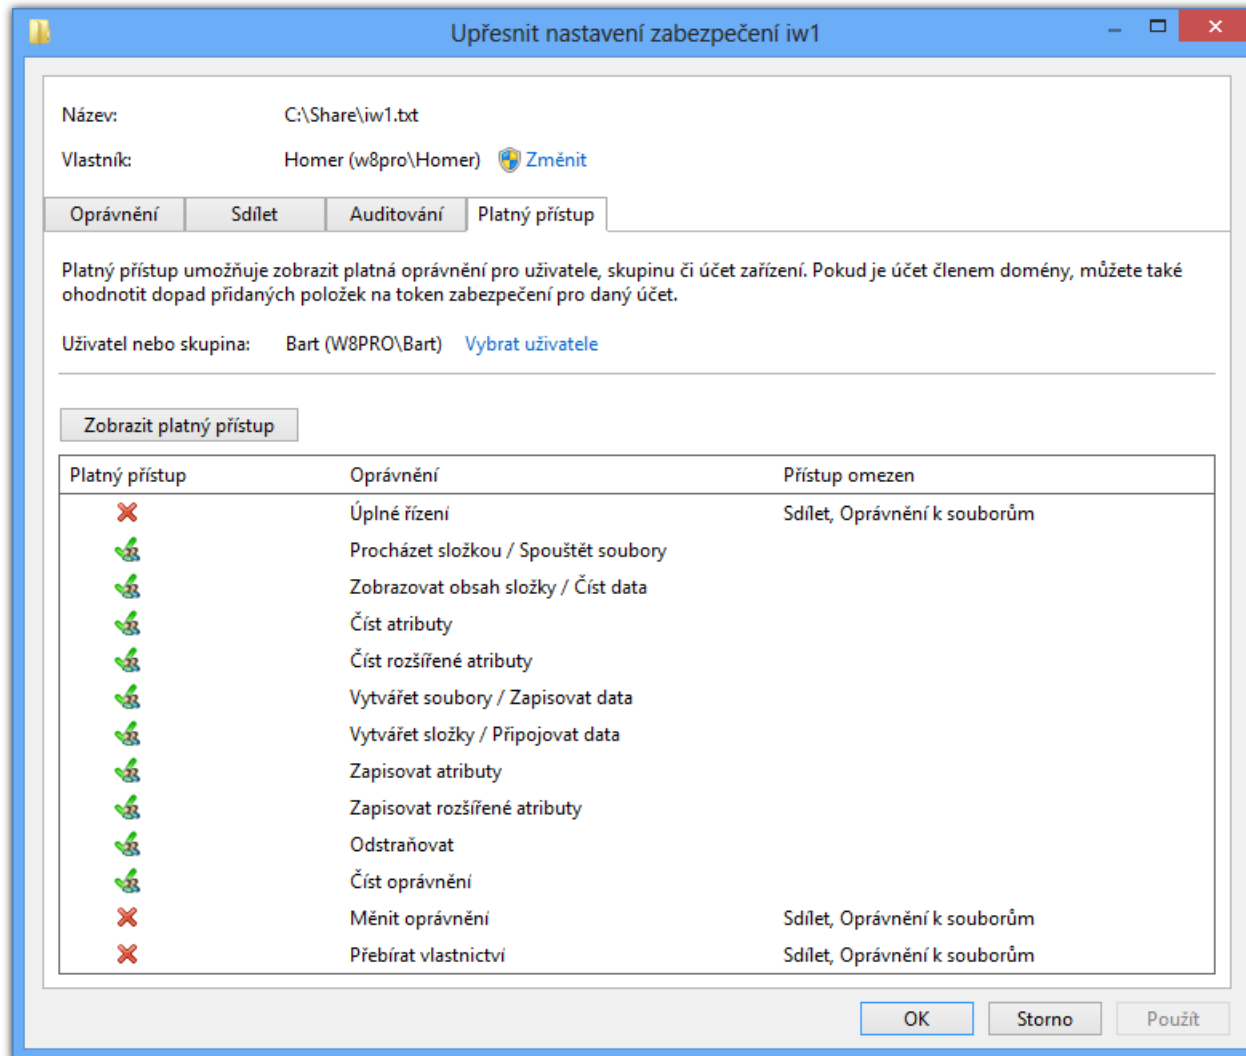 Upřesnit nastavení zabezpečení iw1
Název: C:\Share\iw1.txt
Vlastník: Homer (w8pro\Homer) Změnit
Oprávnění Sdílet Auditování Platný přístup
Platný přístup umožňuje zobrazit platná oprávnění pro uživatele, skupinu či účet zařízení. Pokud je účet členem domény, můžete také
ohodnotit dopad přidaných položek na token zabezpečení pro daný účet.
Uživatel nebo skupina: Bart (W8PRO\Bart) Vybrat uživatele
Zobrazit platný přístup
Platný přístup Oprávnění Přístup omezen
Úplné řízení Sdílet, Oprávnění k souborům
Procházet složkou / Spouštět soubory
Zobrazovat obsah složky / Číst data
Číst atributy
Číst rozšířené atributy
Vytvářet soubory / Zapisovat data
Vytvářet složky / Připojovat data
Zapisovat atributy
Zapisovat rozšířené atributy
Odstraňovat
Číst oprávnění
Měnit oprávnění Sdílet, Oprávnění k souborům
Přebírat vlastnictví Sdílet, Oprávnění k souborům
OK Storno Použít